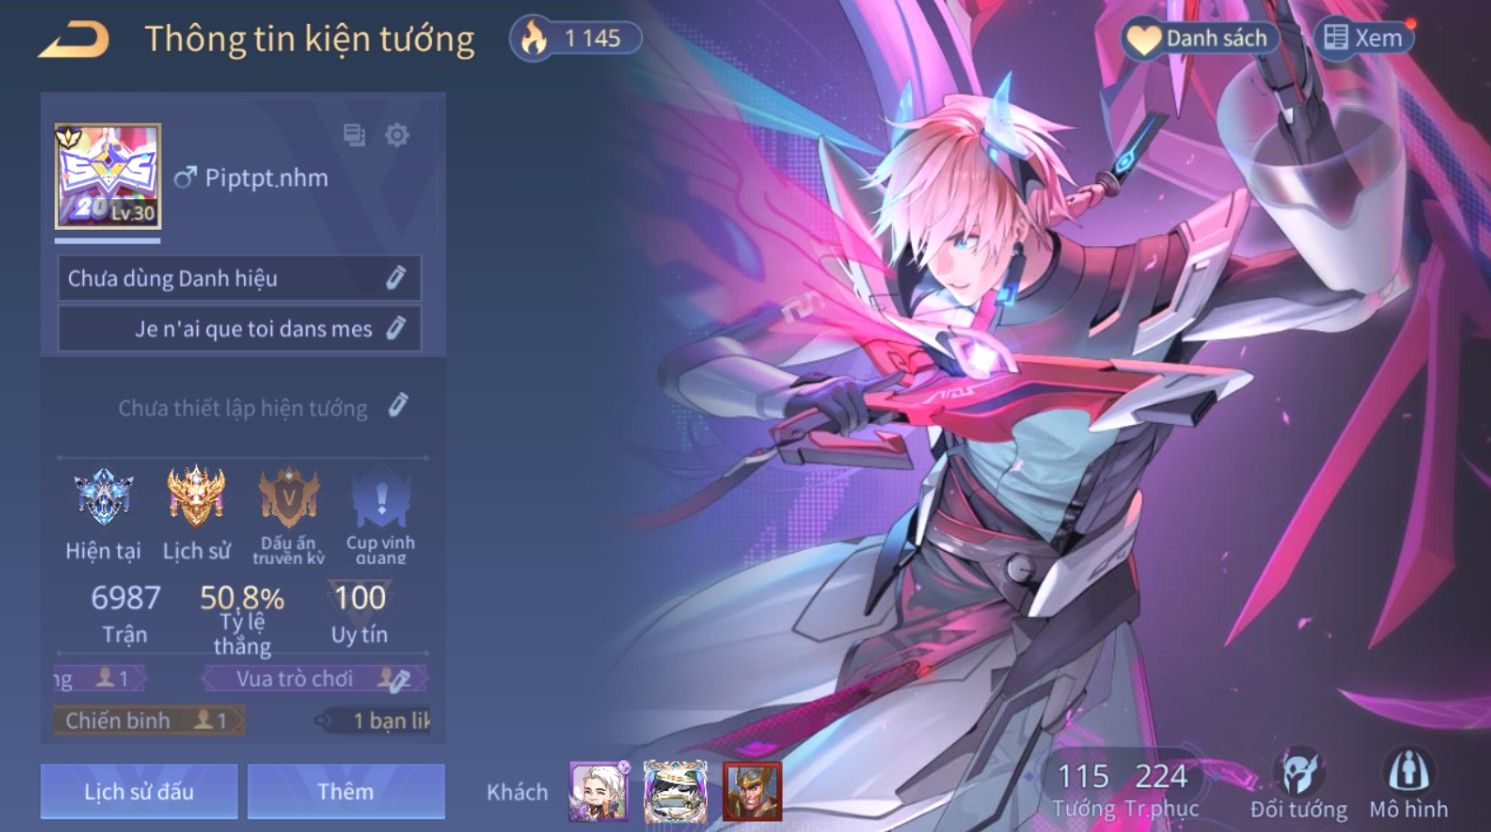 Thông tin kiện tướng
1 145
Danh sách
Xem
Lv.30
Piptpt.nhm
Chưa dùng Danh hiệu
Je n'ai que toi dans mes
Chưa thiết lập hiện tướng
V
Hiện tại
Lịch sử
Dấu ấn
truyền kỳ
Cup vinh
quang
6987
50.8%
100
Trận
Tỷ lệ
thắng
Uy tín
ng 1
Vua trò chơi
Chiến binh 1
1 bạn lik
Lịch sử đấu
Thêm
Khách
115 224
Tướng Tr.phục
Đổi tướng
Mô hình